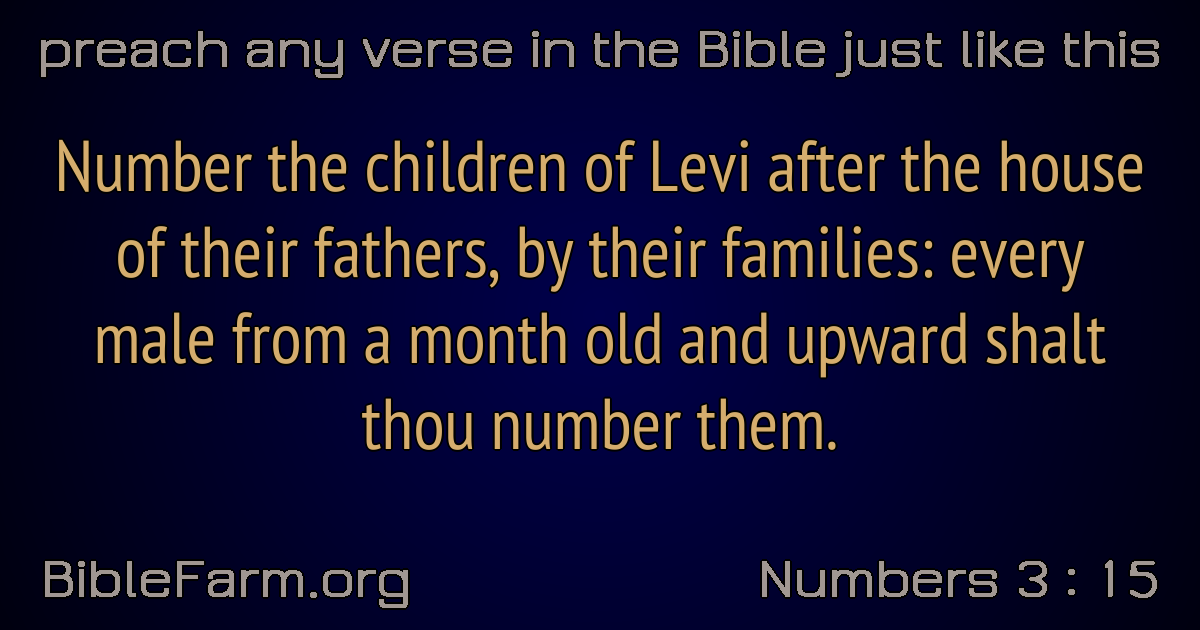 preach any verse in the Bible just like this
Number the children of Levi after the house
of their fathers, by their families: every
male from a month old and upward shalt
thou number them.
BibleFarm.org
Numbers 3 : 15